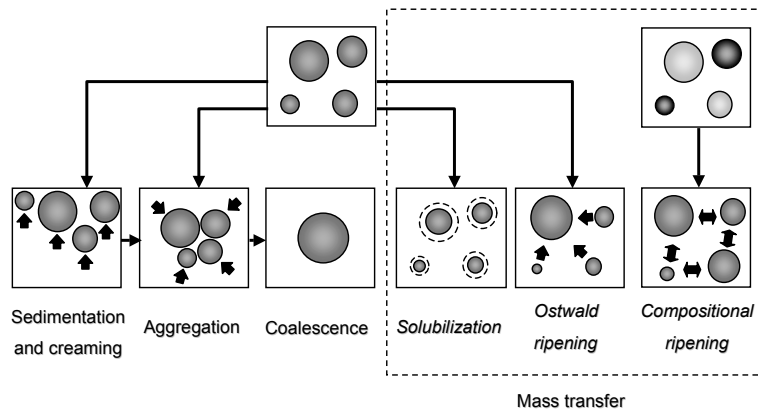 Sedimentation
and creaming
Aggregation
Coalescence
Solubilization
Ostwald
ripening
Compositional
ripening
Mass transfer